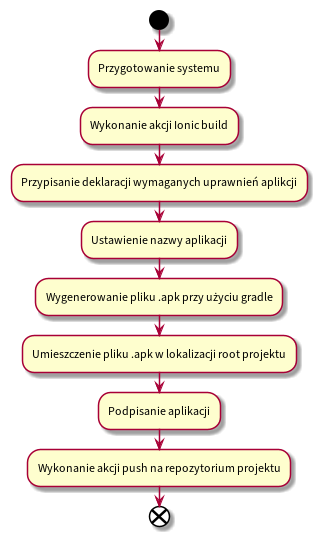 Przygotowanie systemu
Wykonanie akcji Ionic build
Przypisanie deklaracji wymaganych uprawnień aplikcji
Ustawienie nazwy aplikacji
Wygenerowanie pliku .apk przy użyciu gradle
Umieszczenie pliku .apk w lokalizacji root projektu
Podpisanie aplikacji
Wykonanie akcji push na repozytorium projektu